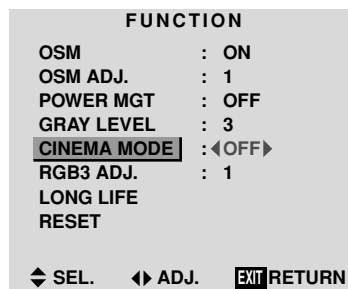 FUNCTION
OSM : ON
OSM ADJ. : 1
POWER MGT : OFF
GRAY LEVEL : 3
CINEMA MODE : OFF
RGB3 ADJ. : 1
LONG LIFE
RESET
SEL. ADJ. EXIT RETURN